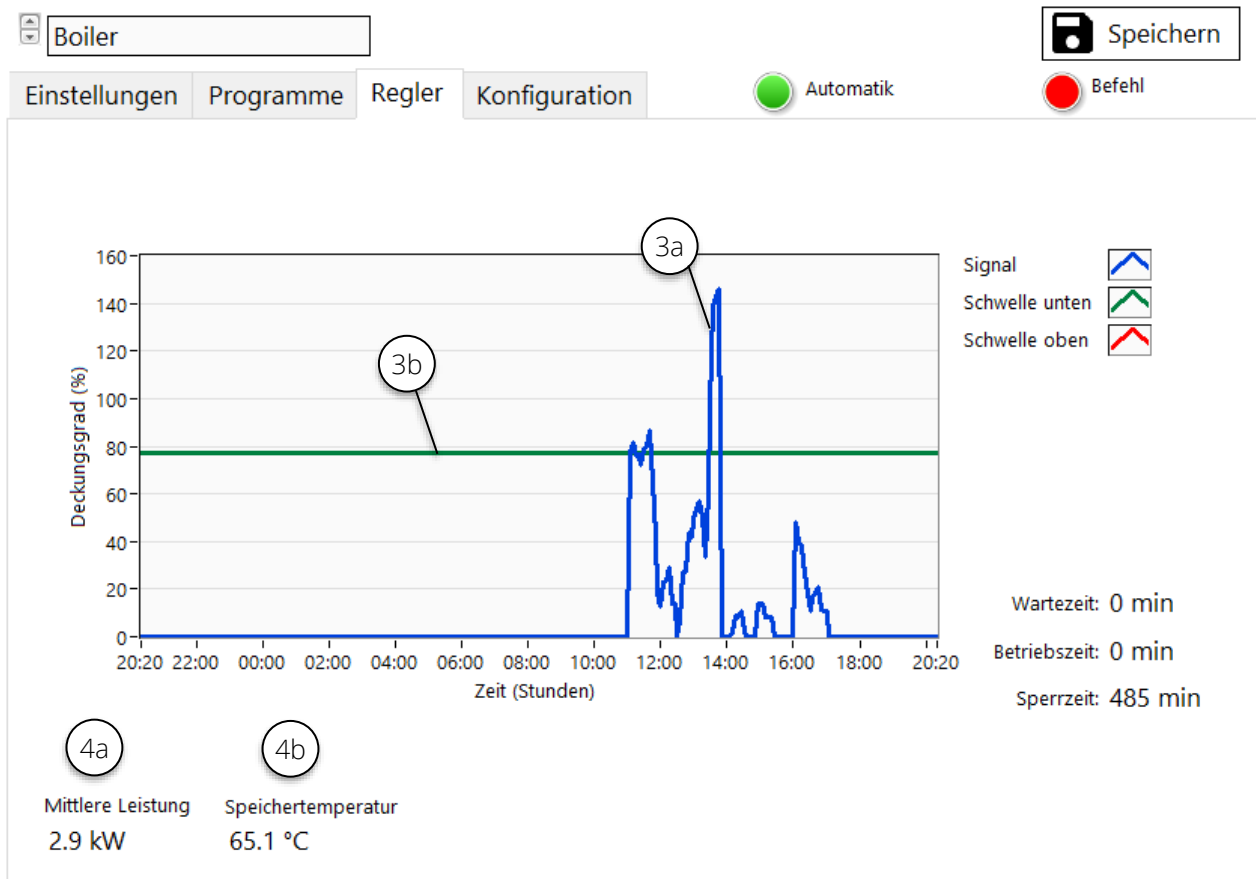 Boiler
Speichern
Einstellungen Programme Regler Konfiguration
Automatik
Befehl
3a
3b
160
140
120
100
80
60
40
20
0
Deckungsgrad (%)
20:20 22:00 00:00 02:00 04:00 06:00 08:00 10:00 12:00 14:00 16:00 18:00 20:20
Zeit (Stunden)
Signal
Schwelle unten
Schwelle oben
Wartezeit: 0 min
Betriebszeit: 0 min
Sperrzeit: 485 min
4a
4b
Mittlere Leistung
2.9 kW
Speichertemperatur
65.1 °C